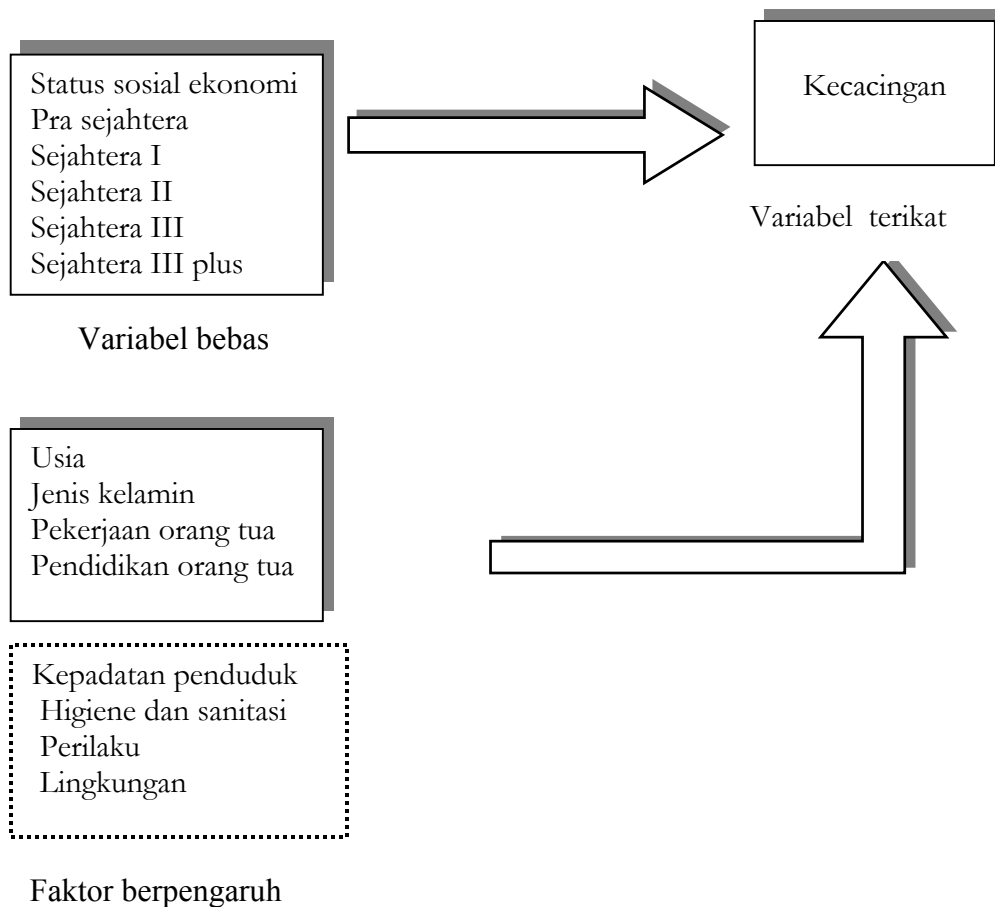 Status sosial ekonomi
Pra sejahtera
Sejahtera I
Sejahtera II
Sejahtera III
Sejahtera III plus
Variabel bebas
Kecacingan
Variabel terikat
Usia
Jenis kelamin
Pekerjaan orang tua
Pendidikan orang tua
Kepadatan penduduk
Higiene dan sanitasi
Perilaku
Lingkungan
Faktor berpengaruh